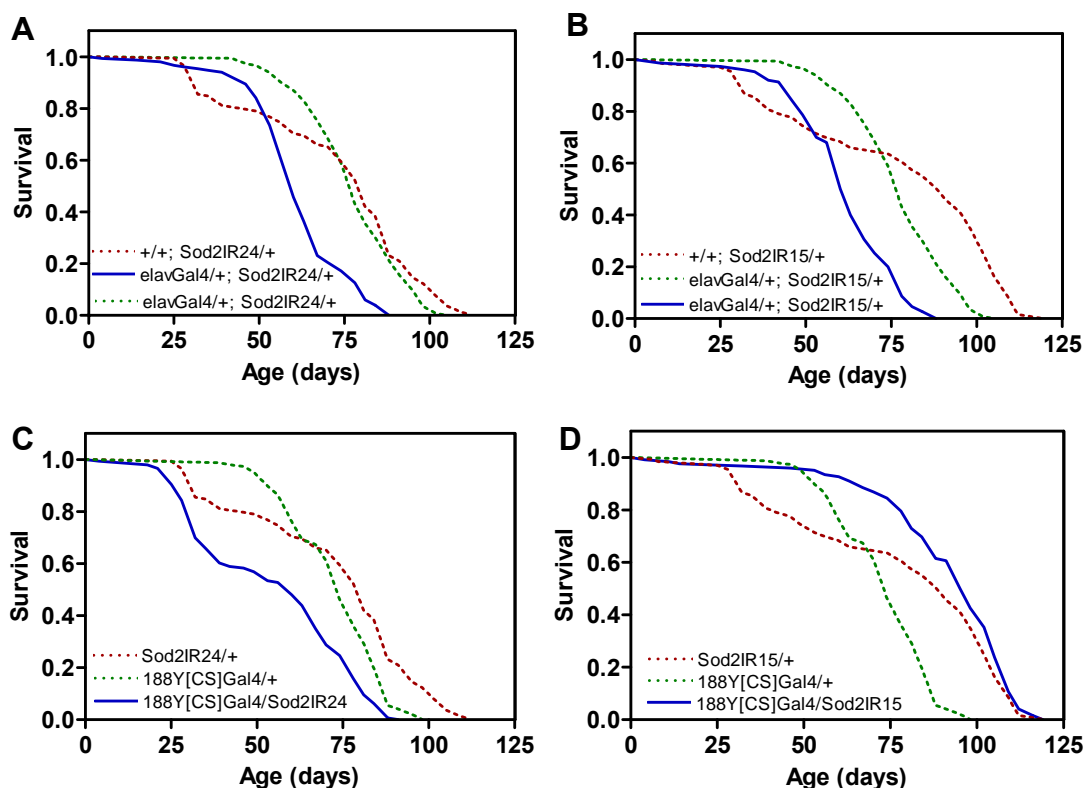 A
Survival
1.0
0.8
0.6
0.4
0.2
0.0
+/+; Sod2IR24/+
elavGal4/+; Sod2IR24/+
elavGal4/+; Sod2IR24/+
0 25 50 75 100 125
Age (days)
B
Survival
1.0
0.8
0.6
0.4
0.2
0.0
+/+; Sod2IR15/+
elavGal4/+; Sod2IR15/+
elavGal4/+; Sod2IR15/+
0 25 50 75 100 125
Age (days)
C
Survival
1.0
0.8
0.6
0.4
0.2
0.0
Sod2IR24/+
188Y[CS]Gal4/+
188Y[CS]Gal4/Sod2IR24
0 25 50 75 100 125
Age (days)
D
Survival
1.0
0.8
0.6
0.4
0.2
0.0
Sod2IR15/+
188Y[CS]Gal4/+
188Y[CS]Gal4/Sod2IR15
0 25 50 75 100 125
Age (days)